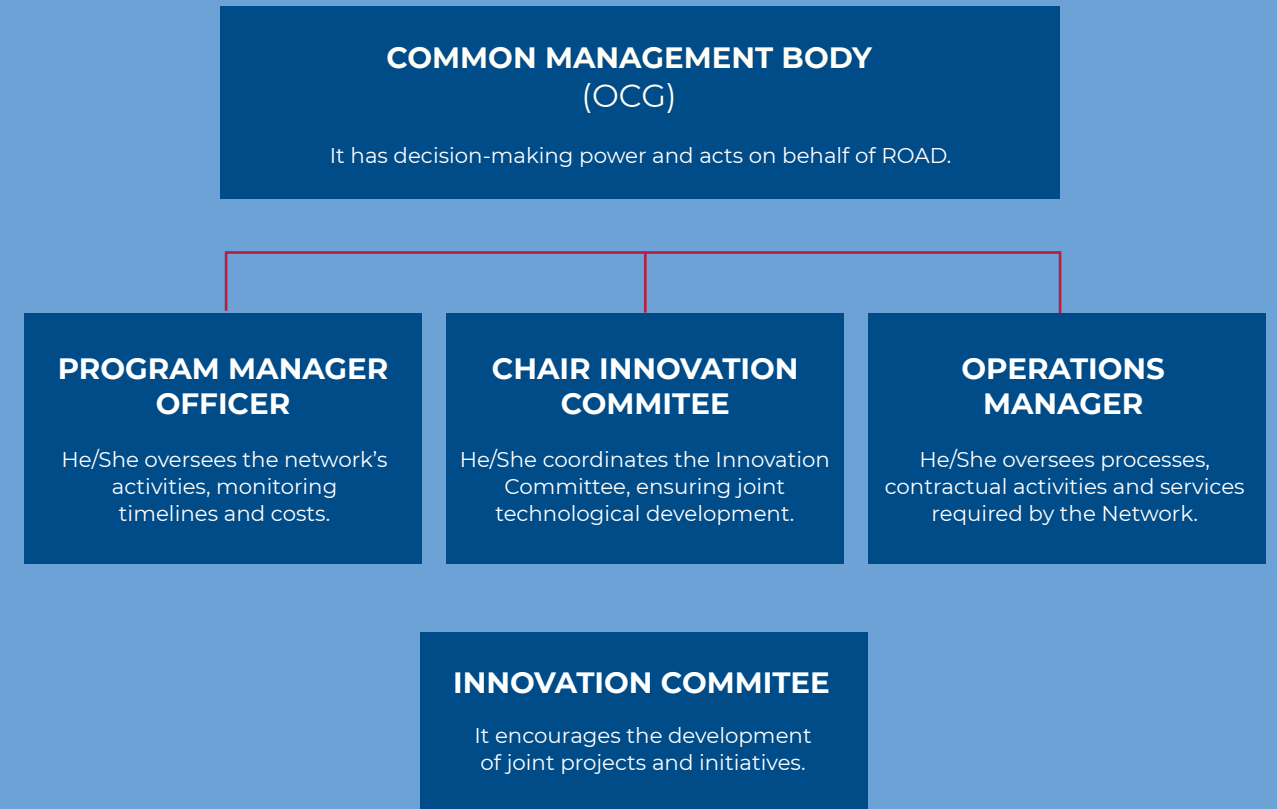 COMMON MANAGEMENT BODY
(OCG)
It has decision-making power and acts on behalf of ROAD.
PROGRAM MANAGER
OFFICER
He/She oversees the network’s
activities, monitoring
timelines and costs.
CHAIR INNOVATION
COMMITEE
He/She coordinates the Innovation
Committee, ensuring joint
technological development.
OPERATIONS
MANAGER
He/She oversees processes,
contractual activities and services
required by the Network.
INNOVATION COMMITEE
It encourages the development
of joint projects and initiatives.